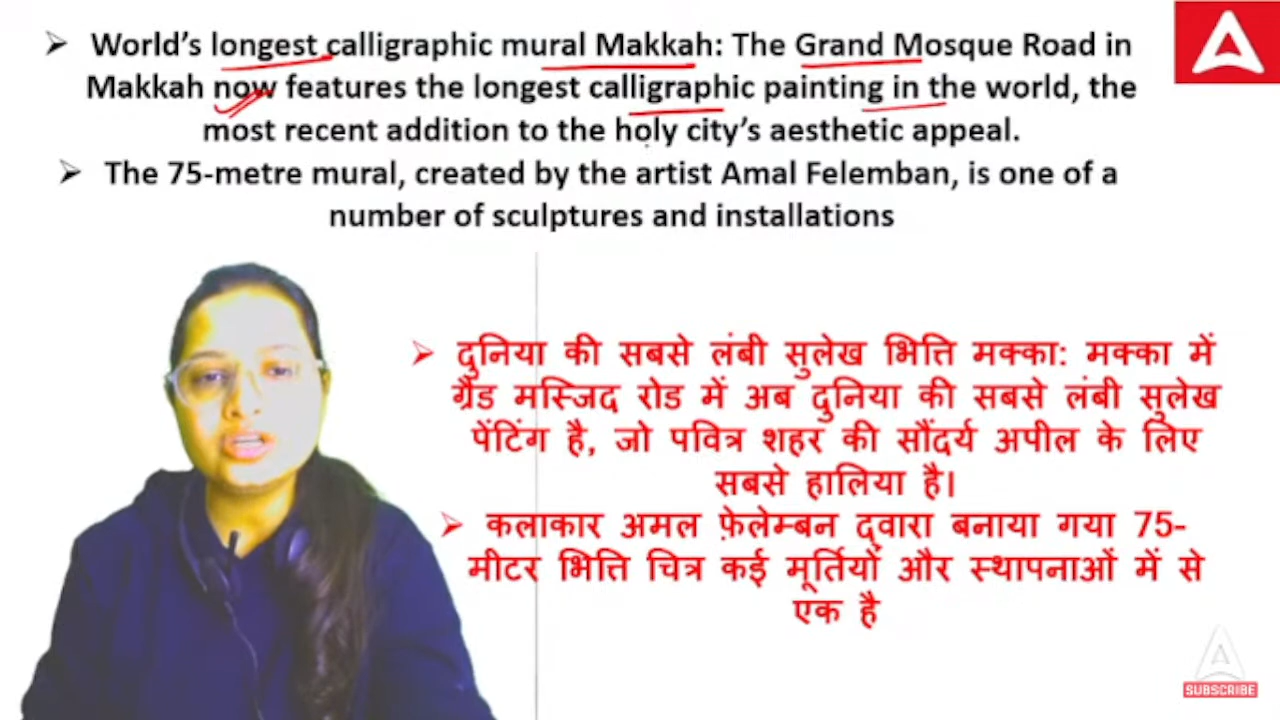 ➢ World's longest calligraphic mural Makkah: The Grand Mosque Road in
Makkah now features the longest calligraphic painting in the world, the
most recent addition to the holy city's aesthetic appeal.
➢ The 75-metre mural, created by the artist Amal Felemban, is one of a
number of sculptures and installations
➢ दुनिया की सबसे लंबी सुलेख भित्ति मक्का: मक्का में
ग्रैंड मस्जिद रोड में अब दुनिया की सबसे लंबी सुलेख
पेंटिंग है, जो पवित्र शहर की सौंदर्य अपील के लिए
सबसे हालिया है।
➢ कलाकार अमल फ़ेलेम्बन द्वारा बनाया गया 75-
मीटर भित्ति चित्र कई मूर्तियों और स्थापनाओं में से
एक है
SUBSCRIBE